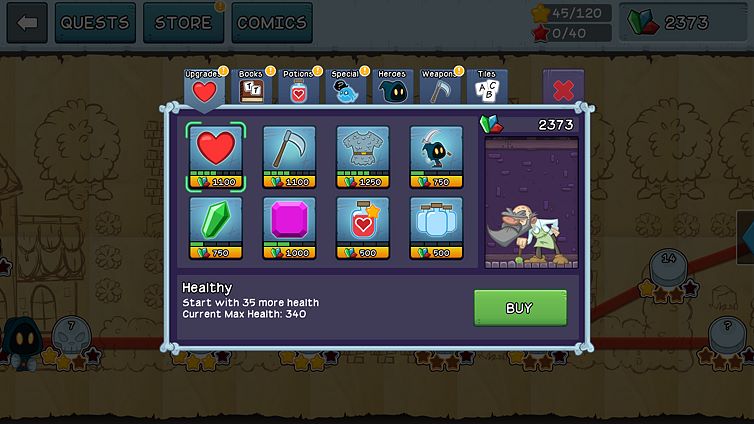 QUESTS
STORE
!
COMICS
45/120
0/40
2373
Upgrades
!
Books
!
Potions
!
Special
!
Heroes
Weapons
!
Tiles
T T
A C B
2373
1100
1100
1250
750
750
1000
500
500
Healthy
Start with 35 more health
Current Max Health: 340
BUY
14
7
?